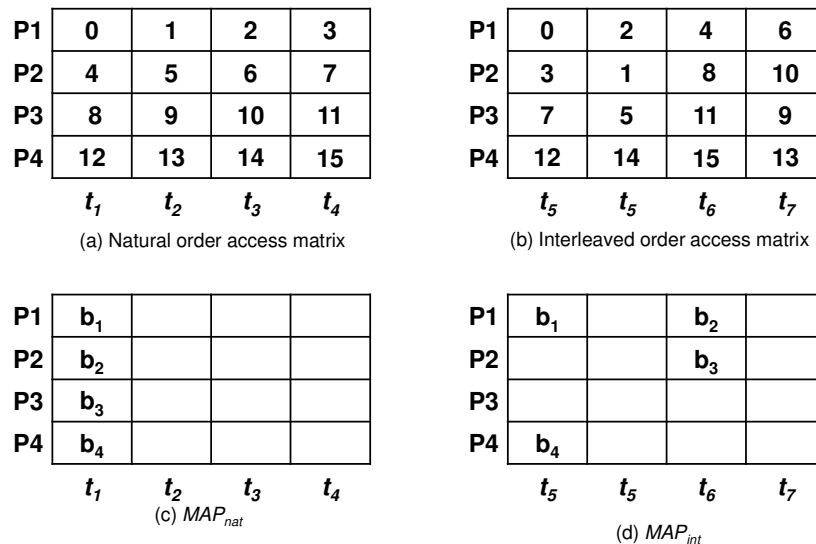 P1 0 1 2 3
P2 4 5 6 7
P3 8 9 10 11
P4 12 13 14 15
t1 t2 t3 t4
(a) Natural order access matrix
P1 0 2 4 6
P2 3 1 8 10
P3 7 5 11 9
P4 12 14 15 13
t5 t5 t6 t7
(b) Interleaved order access matrix
P1 b1
P2 b2
P3 b3
P4 b4
t1 t2 t3 t4
(c) MAPnat
P1 b1 b2
P2 b3
P3
P4 b4
t5 t5 t6 t7
(d) MAPint